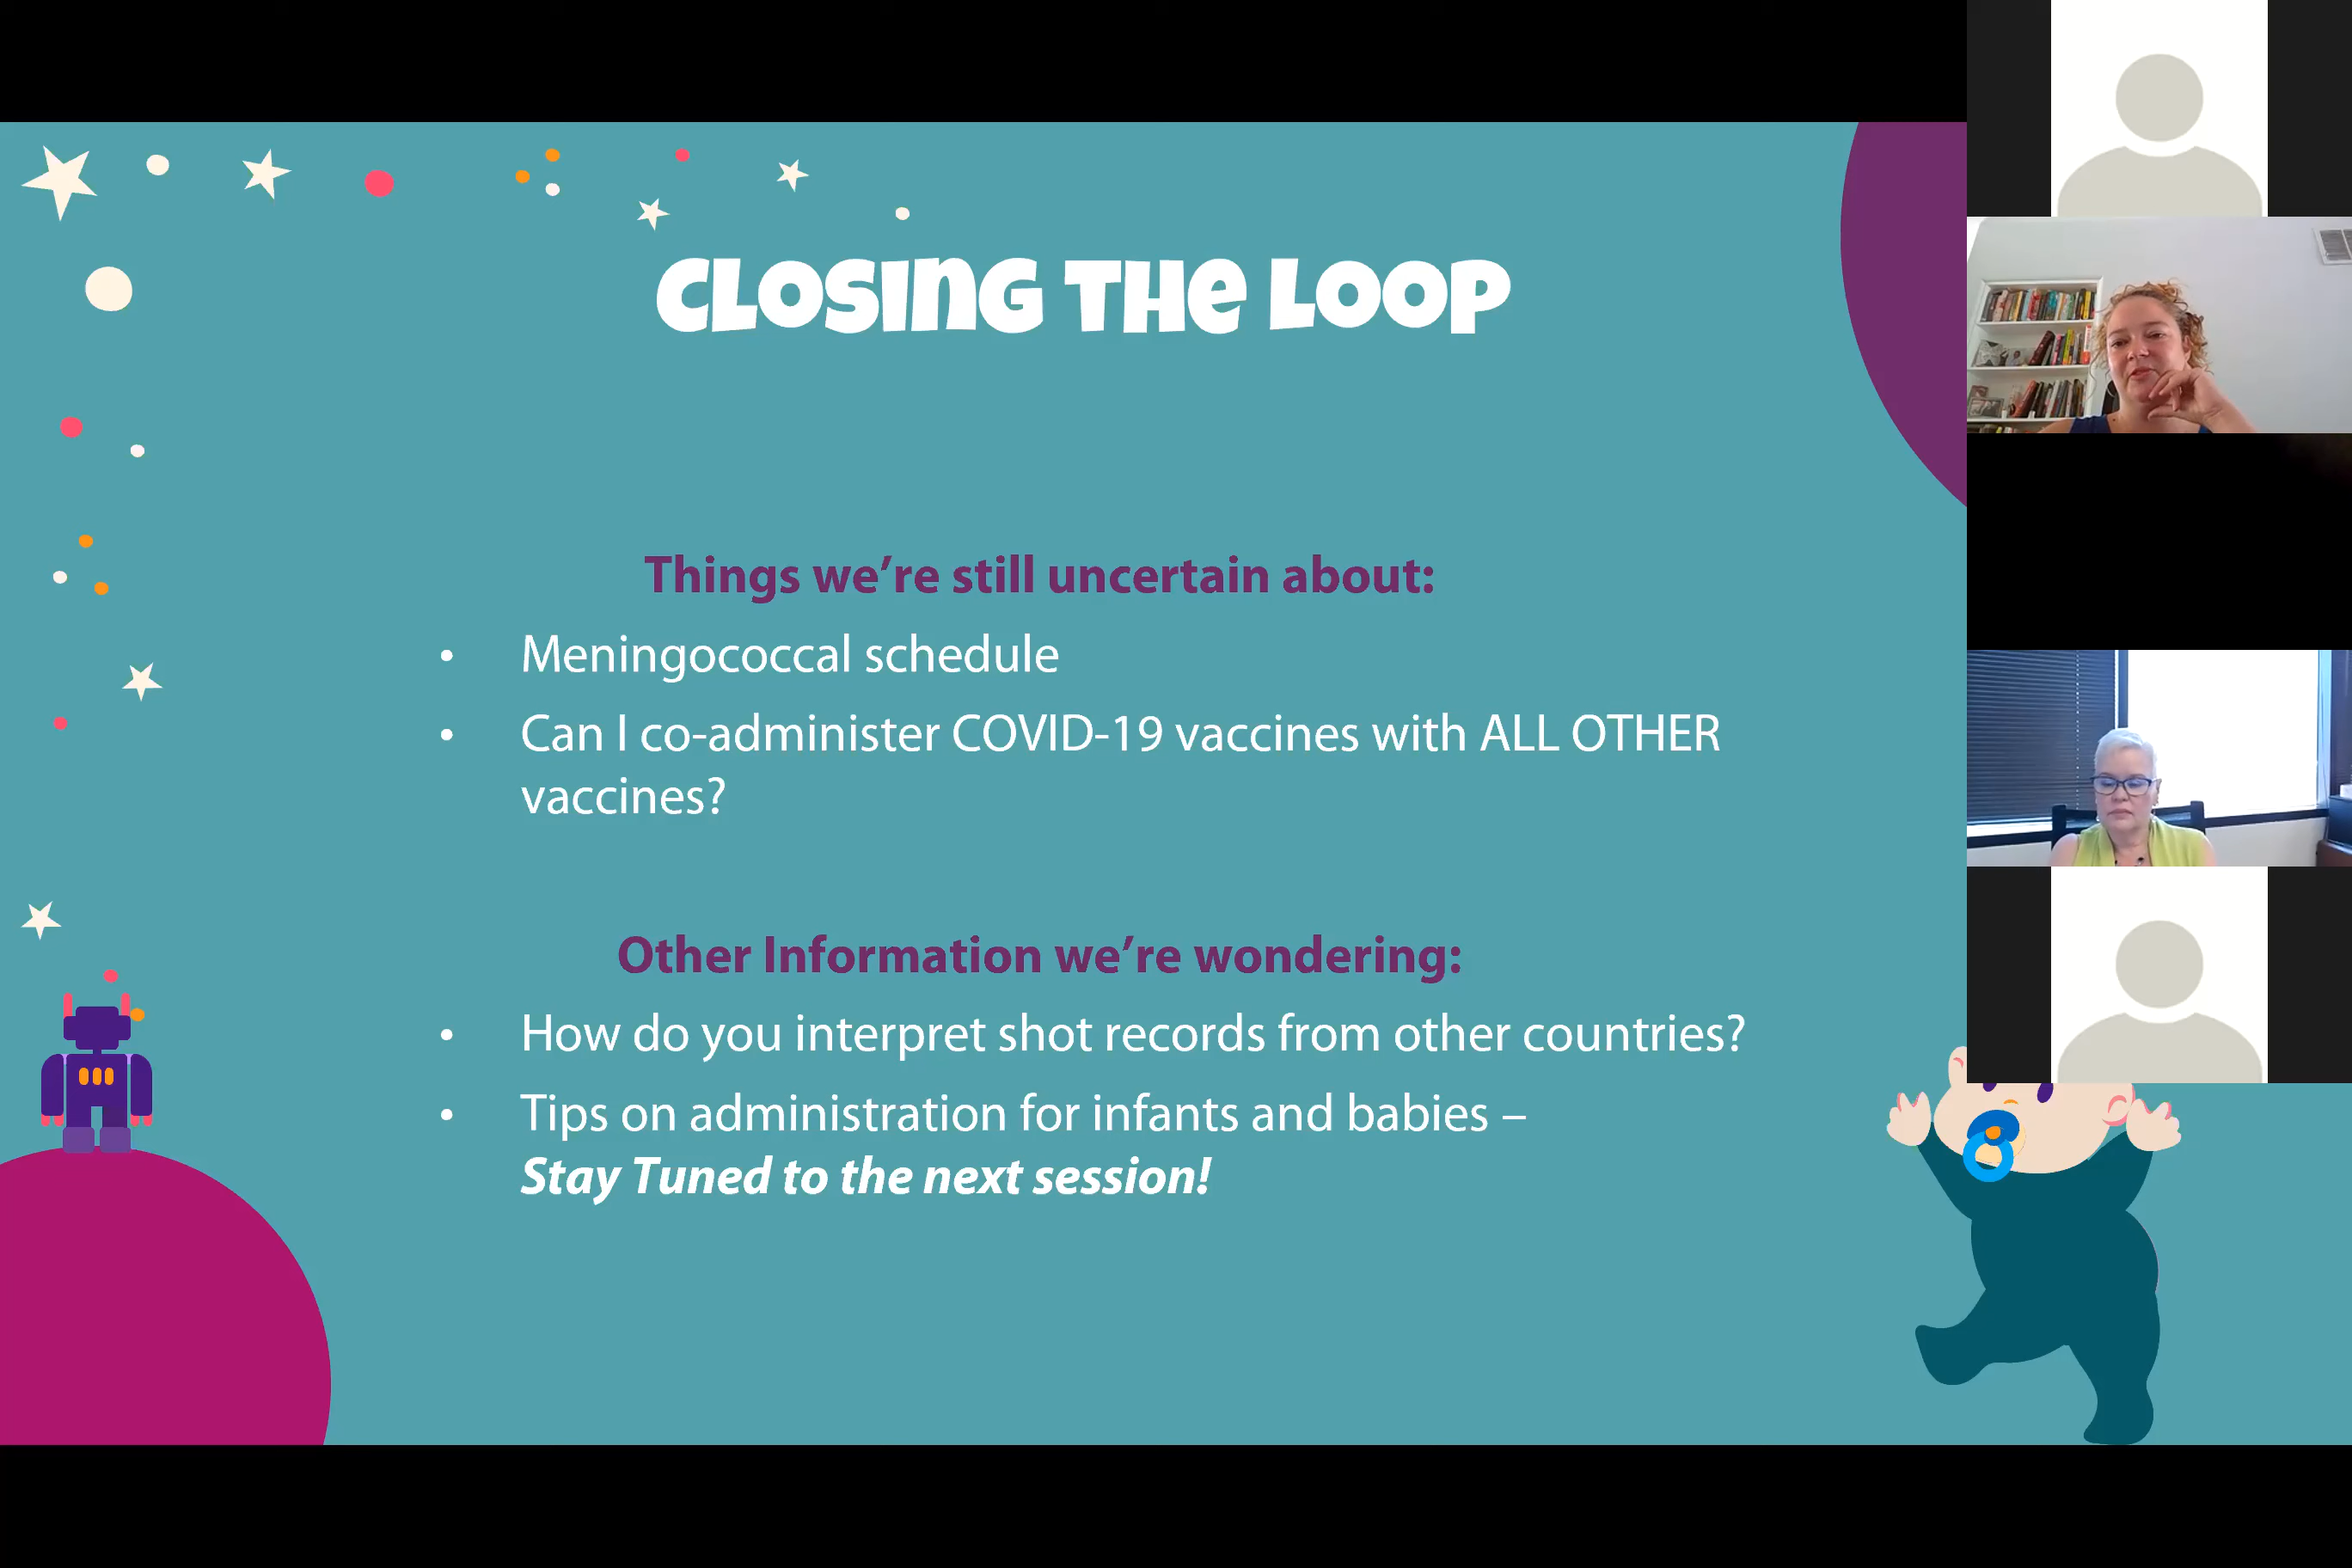 CLOSING THE LOOP
Things we’re still uncertain about:
• Meningococcal schedule
• Can I co-administer COVID-19 vaccines with ALL OTHER
vaccines?
Other Information we’re wondering:
• How do you interpret shot records from other countries?
• Tips on administration for infants and babies –
Stay Tuned to the next session!